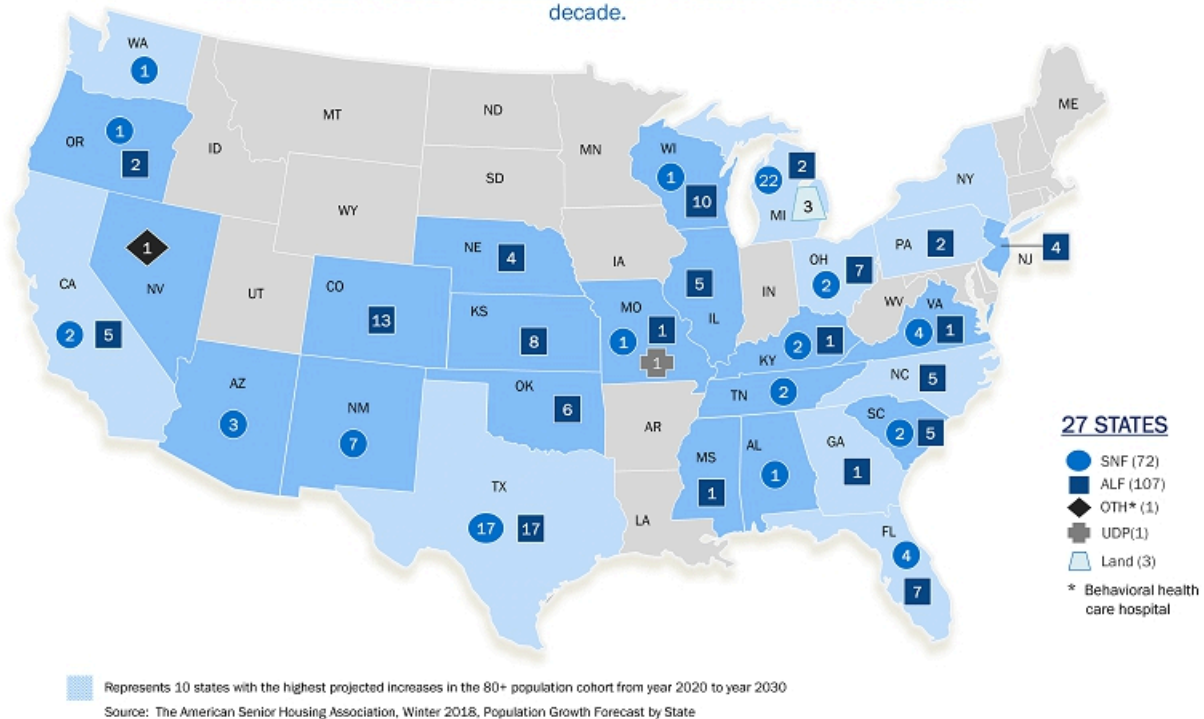 decade.
WA
1
OR
1
2
ID
MT
ND
SD
MN
WI
1
10
22
2
MI
3
NY
ME
WY
NE
4
IA
NV
1
UT
CO
13
KS
8
MO
1
1
1
5
IL
IN
OH
2
7
PA
2
NJ
4
WV
VA
4
1
KY
2
1
CA
2
5
AZ
3
NM
7
OK
6
AR
TN
2
NC
5
SC
2
5
MS
1
AL
1
GA
1
TX
17
17
LA
FL
4
7
27 STATES
SNF (72)
ALF (107)
OTH* (1)
UDP(1)
Land (3)
* Behavioral health
care hospital
Represents 10 states with the highest projected increases in the 80+ population cohort from year 2020 to year 2030
Source: The American Senior Housing Association, Winter 2018, Population Growth Forecast by State